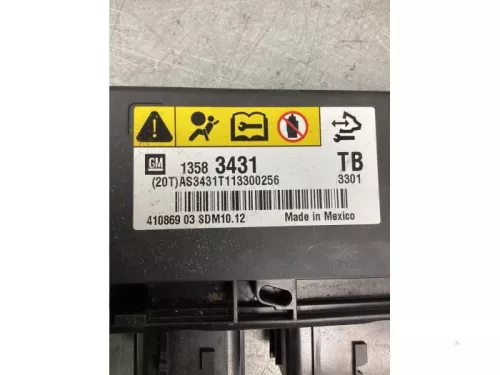 GM 1358 3431 TB
(20T)AS3431T113300256 3301
410869 03 SDM10.12 Made in Mexico